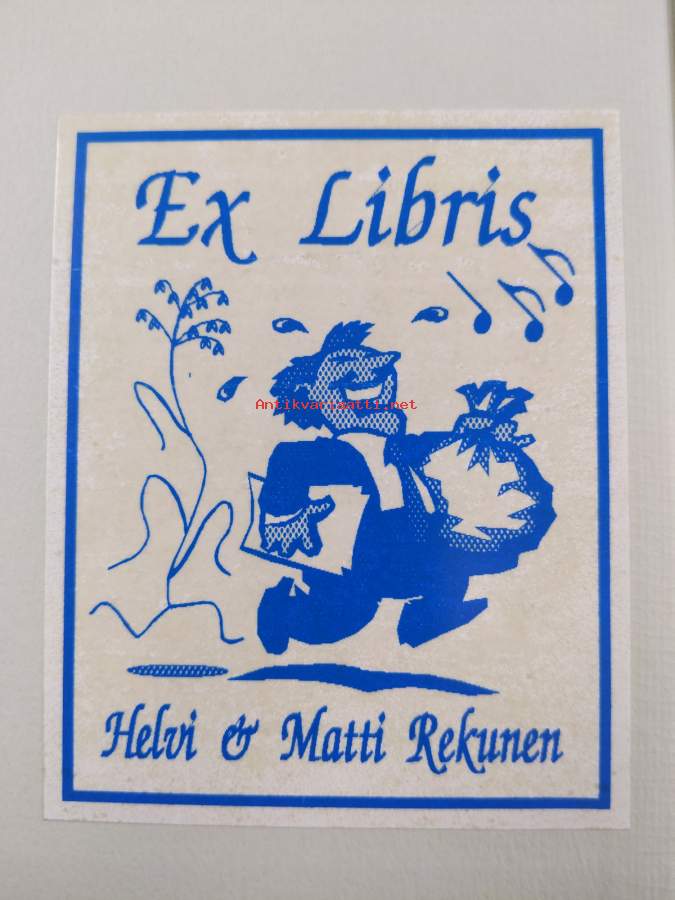 Ex Libris
Antikvariaatti.net
Helvi & Matti Rekunen